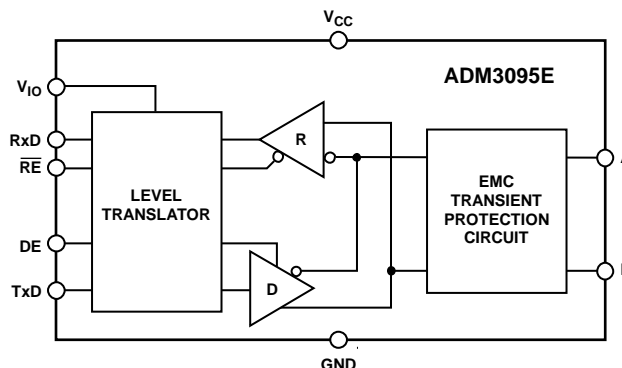 VCC
ADM3095E
VIO
RxD
RE
DE
TxD
LEVEL
TRANSLATOR
R
D
EMC
TRANSIENT
PROTECTION
CIRCUIT
GND